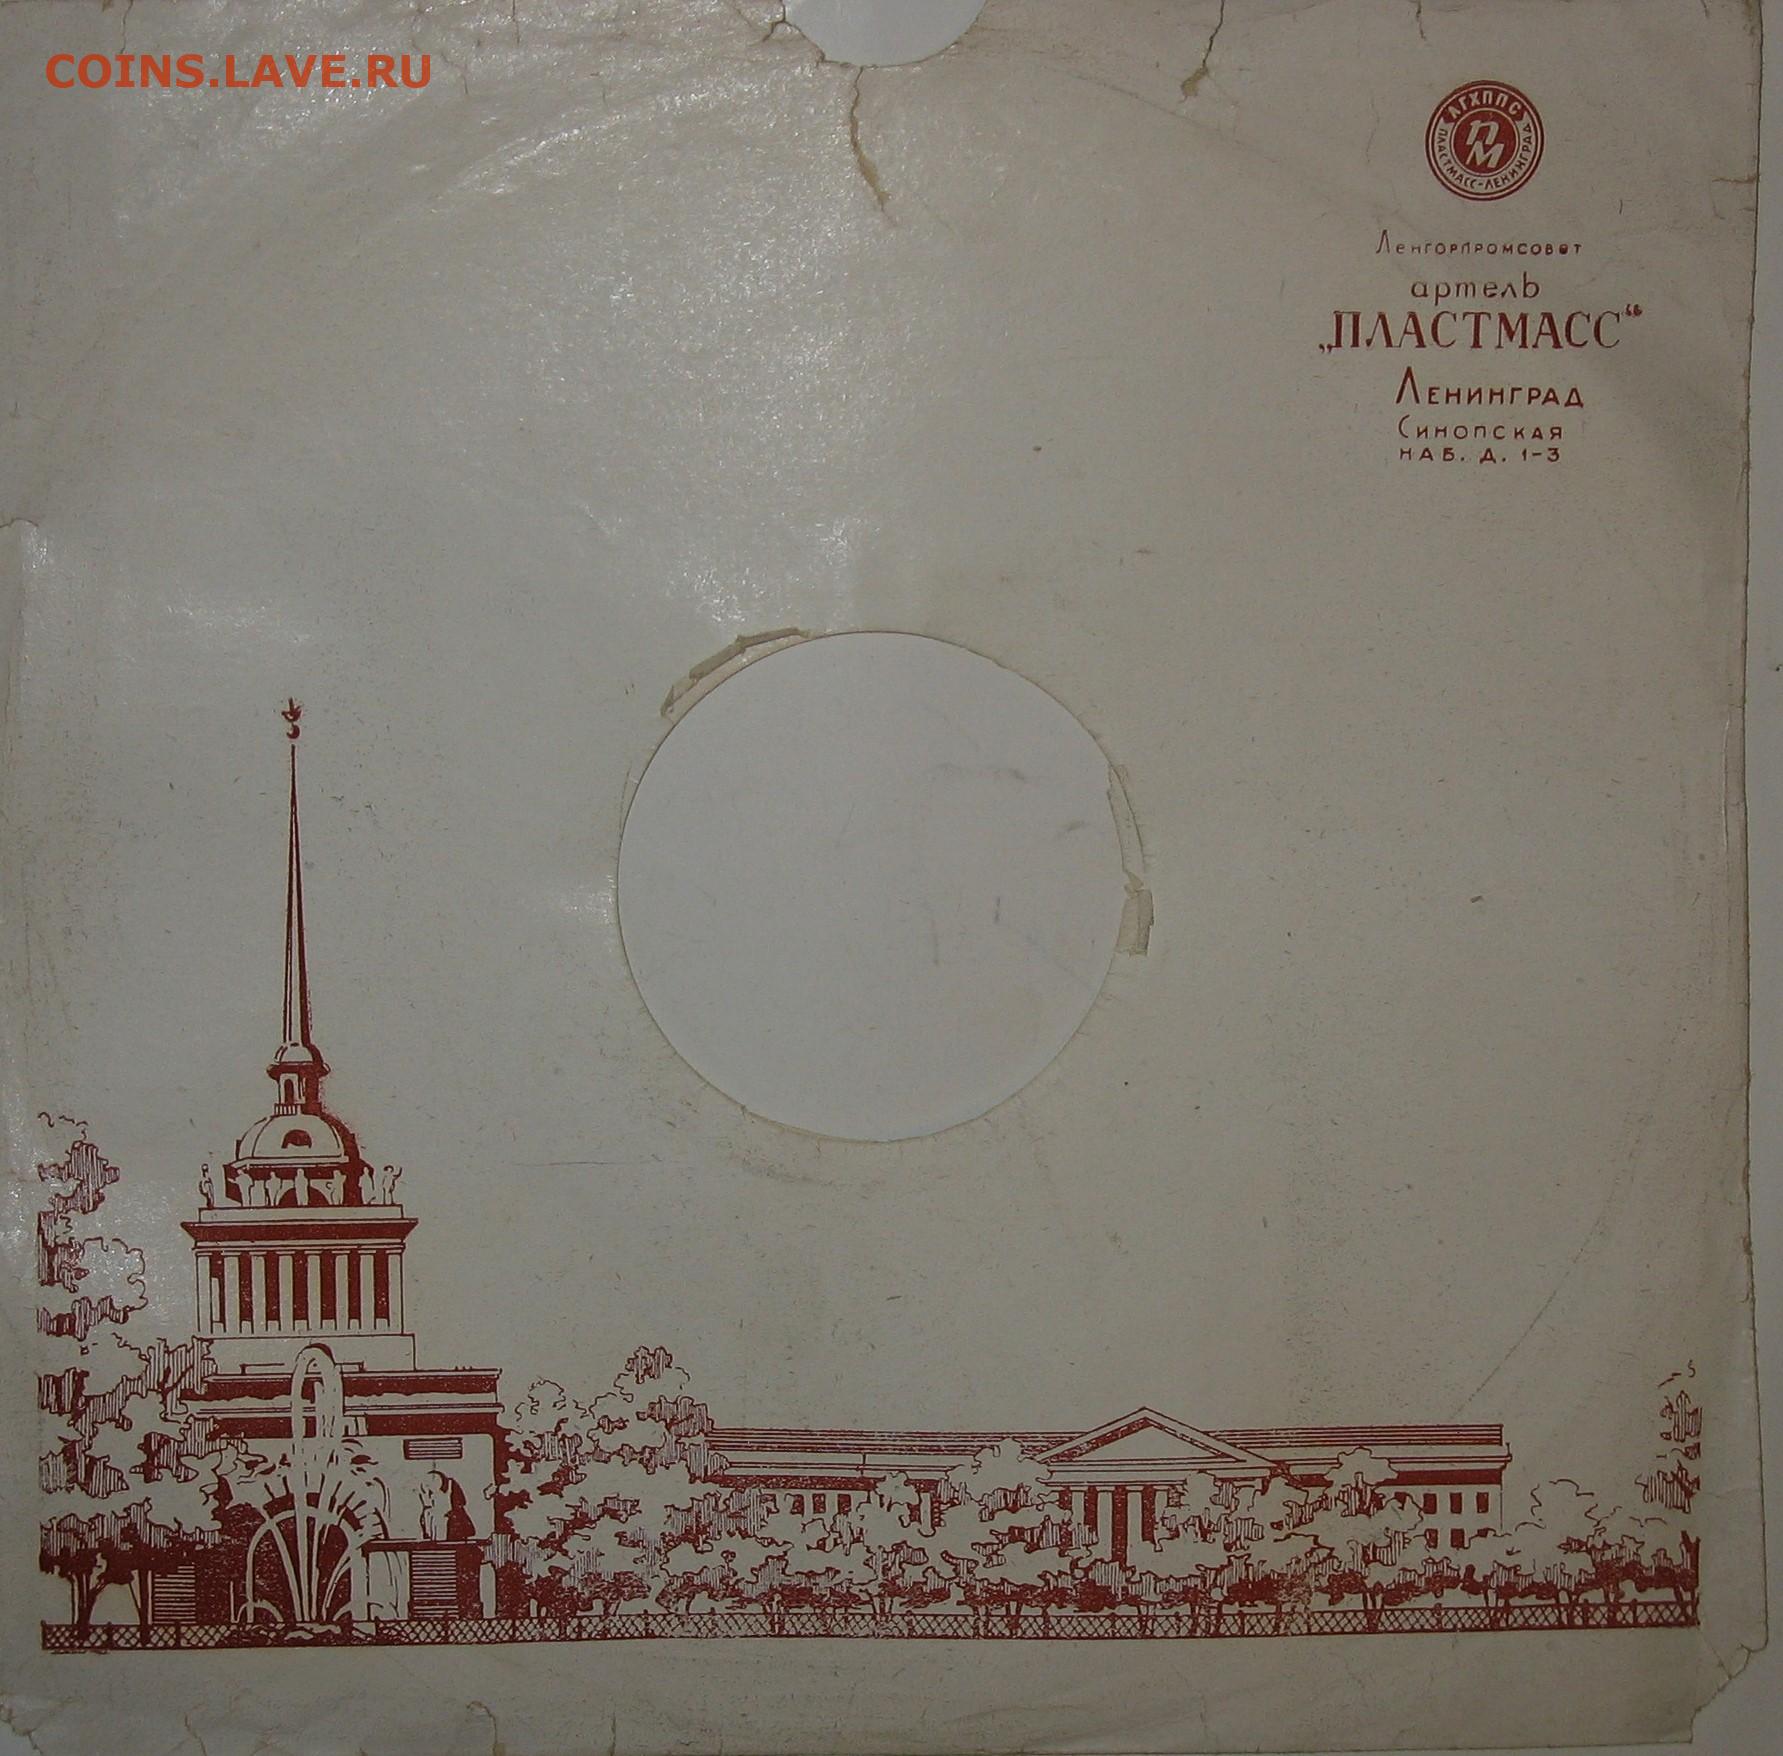 COINS.LAVE.RU
ЛГХППС
ПМ
ПЛАСТМАСС-ЛЕНИНГРАД
Ленгорпромсовет
артель
„ПЛАСТМАСС“
ЛЕНИНГРАД
Синопская
НАБ. Д. 1-3